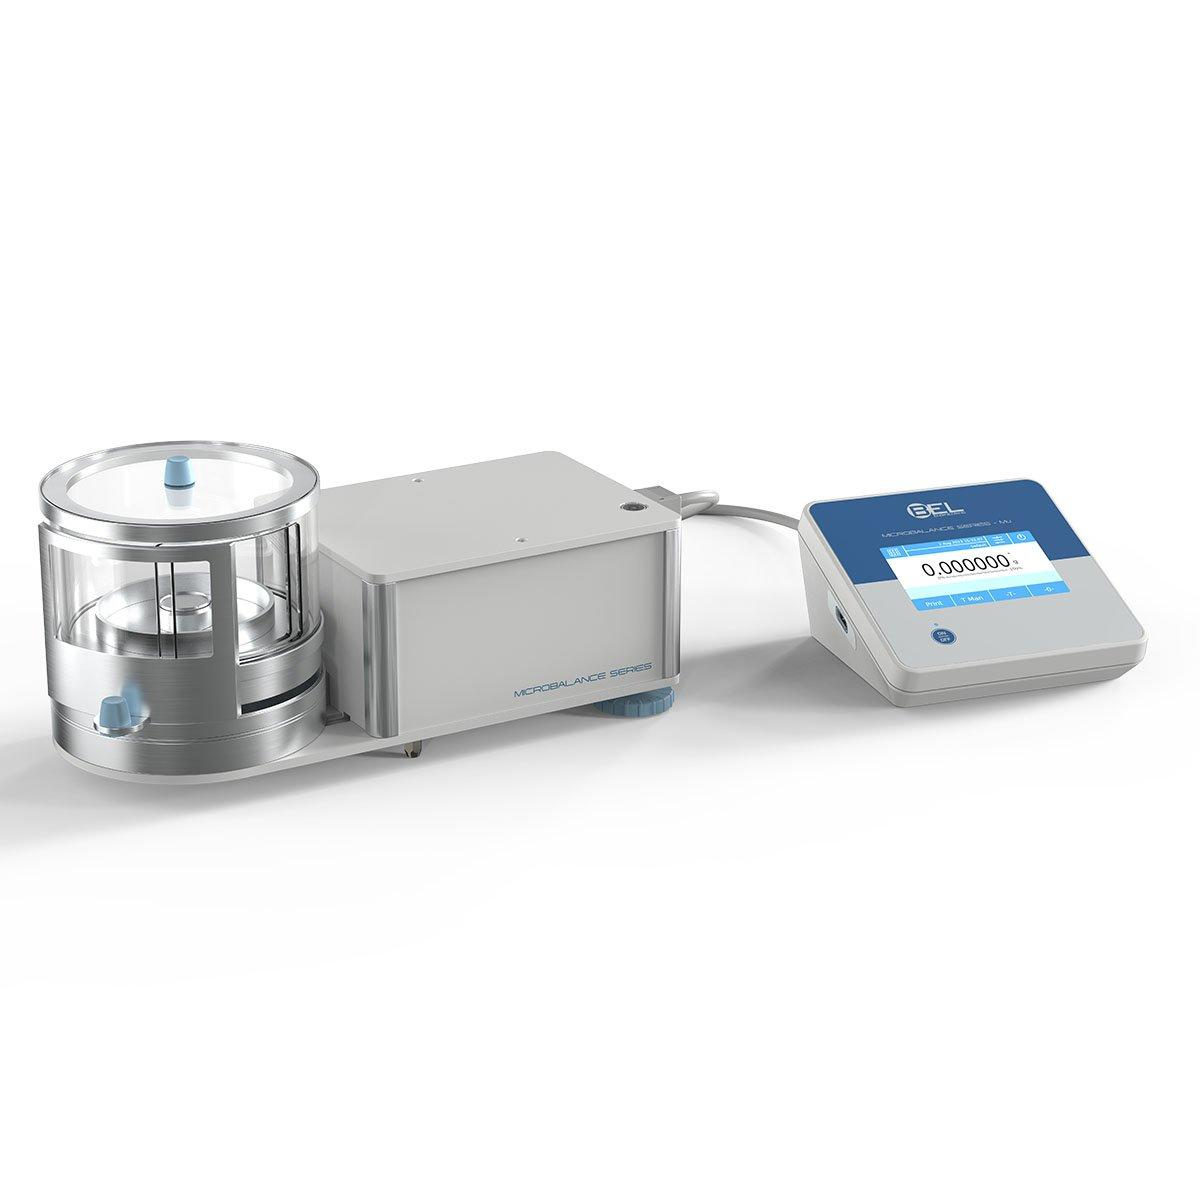 BEL
MICROBALANCE SERIES - Mu
0.000000 g
Print T Man -T- -0-
ON
OFF
MICROBALANCE SERIES